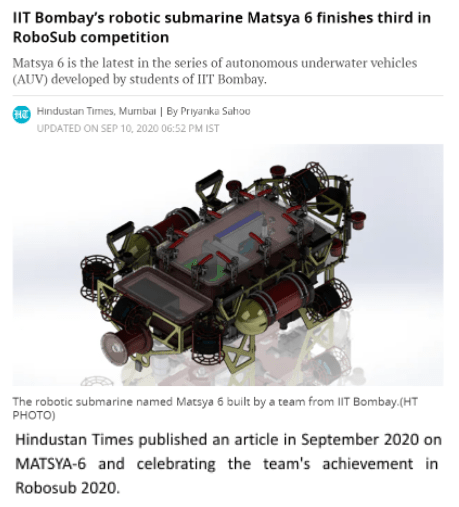 IIT Bombay’s robotic submarine Matsya 6 finishes third in
RoboSub competition
Matsya 6 is the latest in the series of autonomous underwater vehicles
(AUV) developed by students of IIT Bombay.
HT
Hindustan Times, Mumbai | By Priyanka Sahoo
UPDATED ON SEP 10, 2020 06:52 PM IST
The robotic submarine named Matsya 6 built by a team from IIT Bombay.(HT
PHOTO)
Hindustan Times published an article in September 2020 on
MATSYA-6 and celebrating the team's achievement in
Robosub 2020.